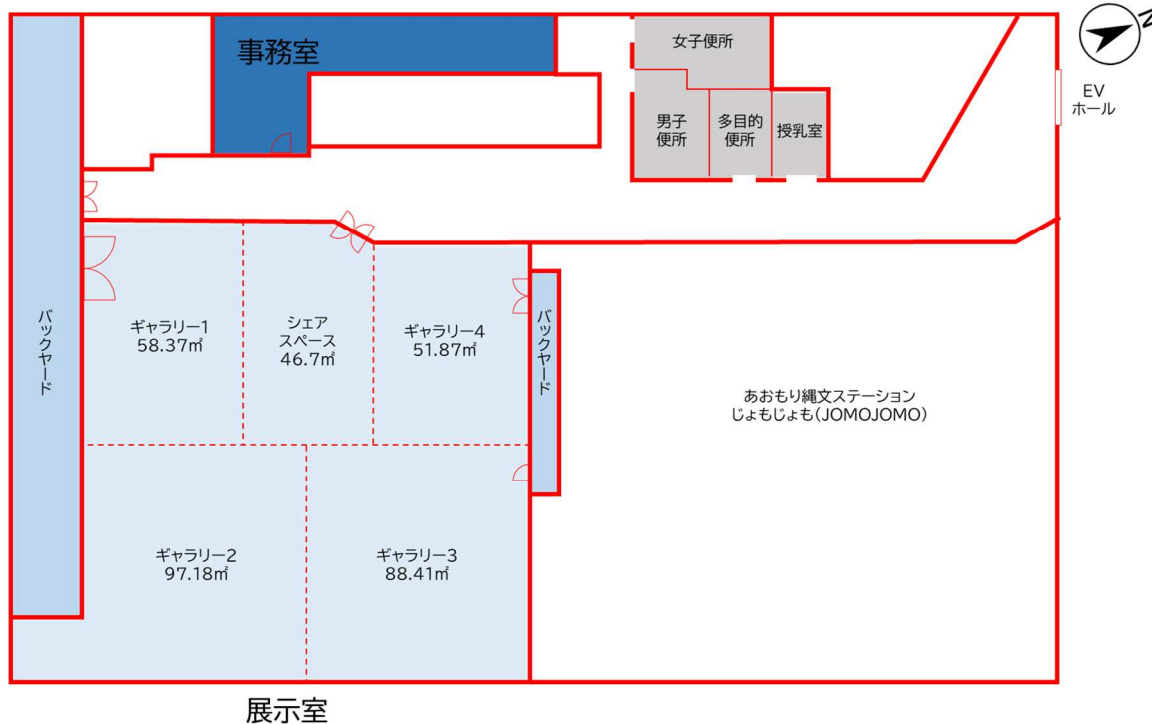 事務室
女子便所
男子
便所
多目的
便所
授乳室
N
EV
ホール
バックヤード
ギャラリー1
58.37㎡
シェア
スペース
46.7㎡
ギャラリー4
51.87㎡
バックヤード
あおもり縄文ステーション
じょもじょも(JOMOJOMO)
ギャラリー2
97.18㎡
ギャラリー3
88.41㎡
展示室